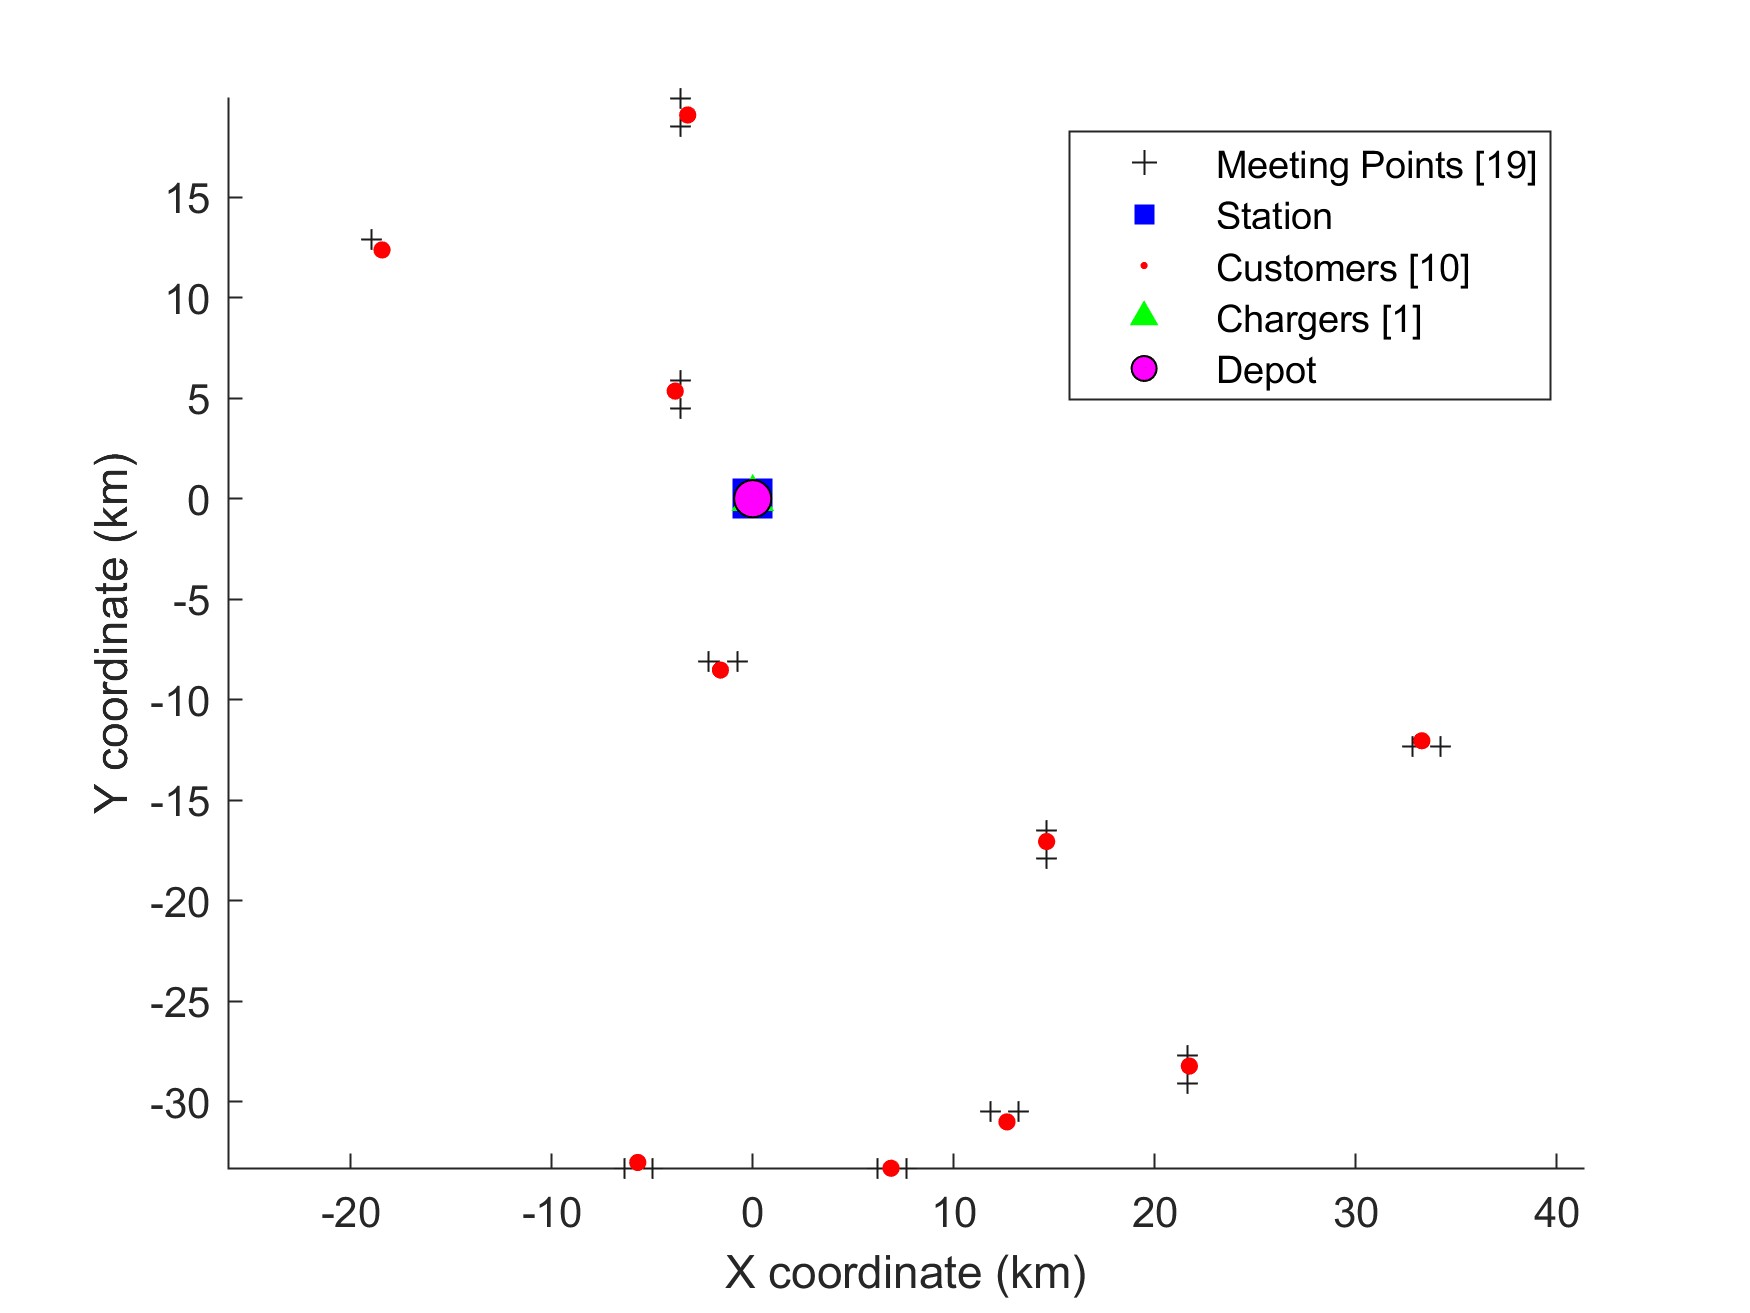 15
10
5
0
-5
-10
-15
-20
-25
-30
Y coordinate (km)
Meeting Points [19]
Station
Customers [10]
Chargers [1]
Depot
-20 -10 0 10 20 30 40
X coordinate (km)